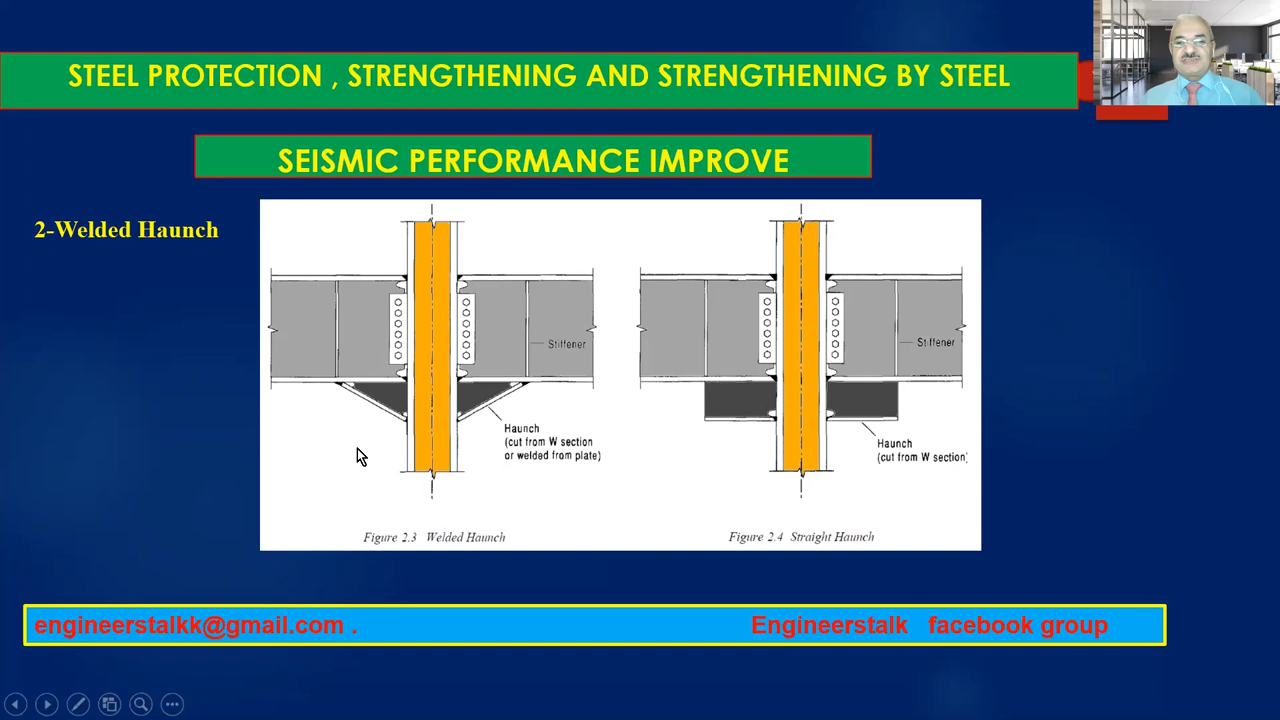 STEEL PROTECTION , STRENGTHENING AND STRENGTHENING BY STEEL
SEISMIC PERFORMANCE IMPROVE
2-Welded Haunch
Stiffener
Stiffener
Haunch
(cut from W section
or welded from plate)
Haunch
(cut from W section)
Figure 2.3 Welded Haunch
Figure 2.4 Straight Haunch
engineerstalkk@gmail.com .
Engineerstalk facebook group